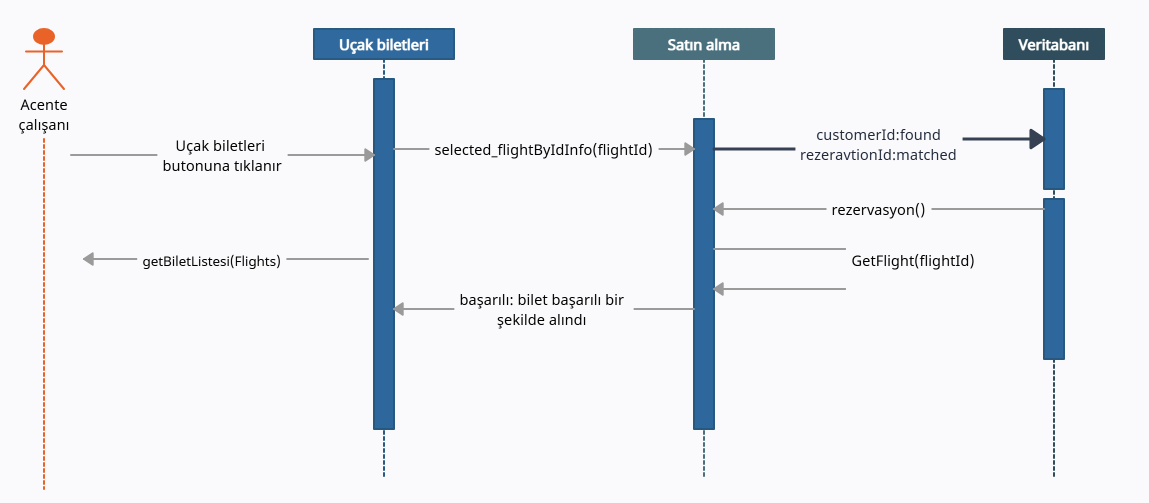 Uçak biletleri
Satın alma
Veritabanı
Acente
çalışanı
Uçak biletleri
butonuna tıklanır
selected_flightByIdInfo(flightId)
customerId:found
rezeravtionId:matched
rezervasyon()
getBiletListesi(Flights)
GetFlight(flightId)
başarılı: bilet başarılı bir
şekilde alındı